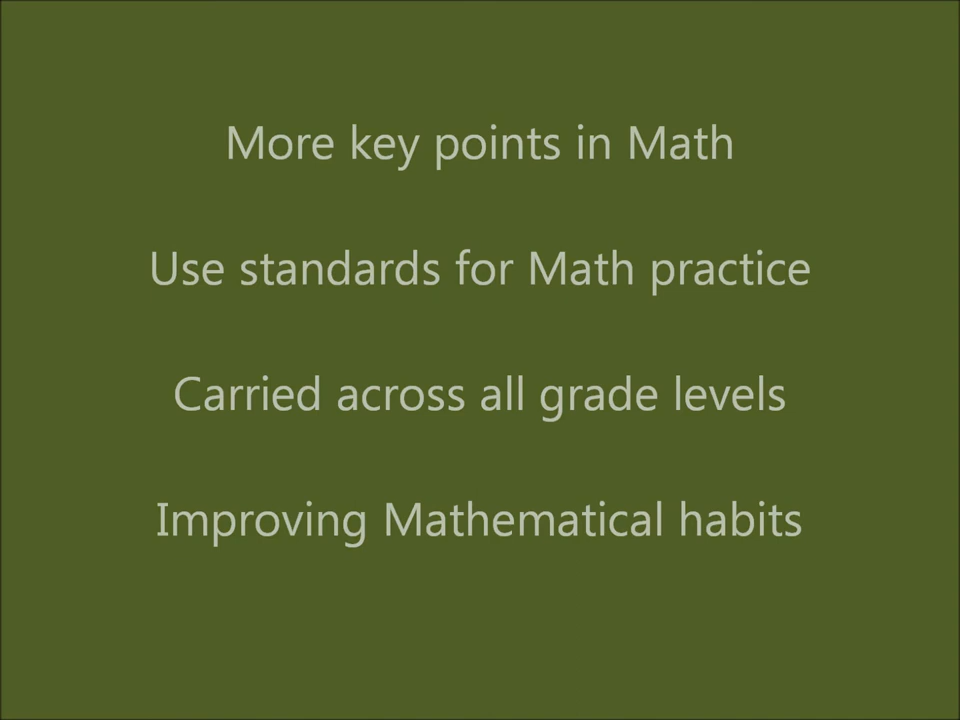 More key points in Math
Use standards for Math practice
Carried across all grade levels
Improving Mathematical habits